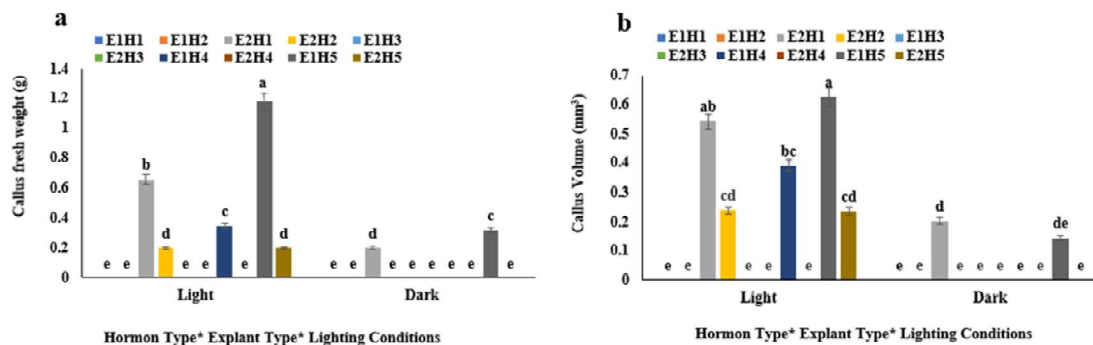 a
E1H1 E1H2 E2H1 E2H2 E1H3
E2H3 E1H4 E2H4 E1H5 E2H5
Callus fresh weight (g)
1.4
1.2
1
0.8
0.6
0.4
0.2
0
e e b d e e c e a d e e d e e e e e c e
Light Dark
Hormon Type* Explant Type* Lighting Conditions
b
E1H1 E1H2 E2H1 E2H2 E1H3
E2H3 E1H4 E2H4 E1H5 E2H5
Callus Volume (mm³)
0.7
0.6
0.5
0.4
0.3
0.2
0.1
0
e c ab cd e e bc e a cd e c d e e e e e de e
Light Dark
Hormon Type* Explant Type* Lighting Conditions